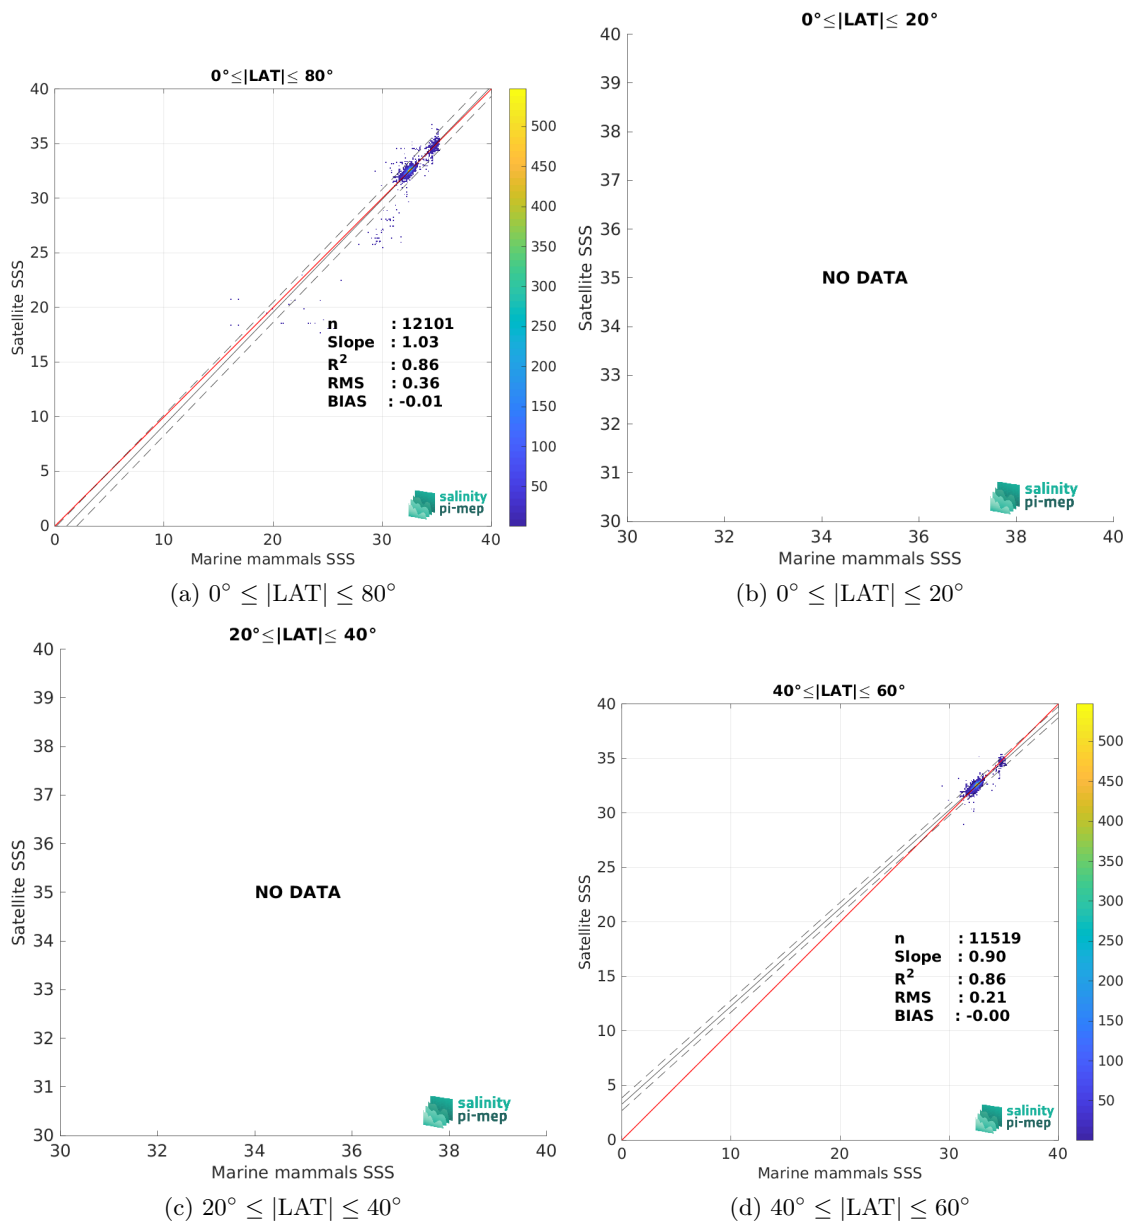 0°≤|LAT|≤ 80°
40
35
30
25
20
15
10
5
0
0
10
20
30
40
Satellite SSS
Marine mammals SSS
n : 12101
Slope : 1.03
R² : 0.86
RMS : 0.36
BIAS : -0.01
500
450
400
350
300
250
200
150
100
50
salinity
pi-mep
(a) 0° ≤ |LAT| ≤ 80°
0°≤|LAT|≤ 20°
40
39
38
37
36
35
34
33
32
31
30
30
32
34
36
38
40
Satellite SSS
NO DATA
Marine mammals SSS
salinity
pi-mep
(b) 0° ≤ |LAT| ≤ 20°
20°≤|LAT|≤ 40°
40
39
38
37
36
35
34
33
32
31
30
30
32
34
36
38
40
Satellite SSS
NO DATA
Marine mammals SSS
salinity
pi-mep
(c) 20° ≤ |LAT| ≤ 40°
40°≤|LAT|≤ 60°
40
35
30
25
20
15
10
5
0
0
10
20
30
40
Satellite SSS
Marine mammals SSS
n : 11519
Slope : 0.90
R² : 0.86
RMS : 0.21
BIAS : -0.00
500
450
400
350
300
250
200
150
100
50
salinity
pi-mep
(d) 40° ≤ |LAT| ≤ 60°